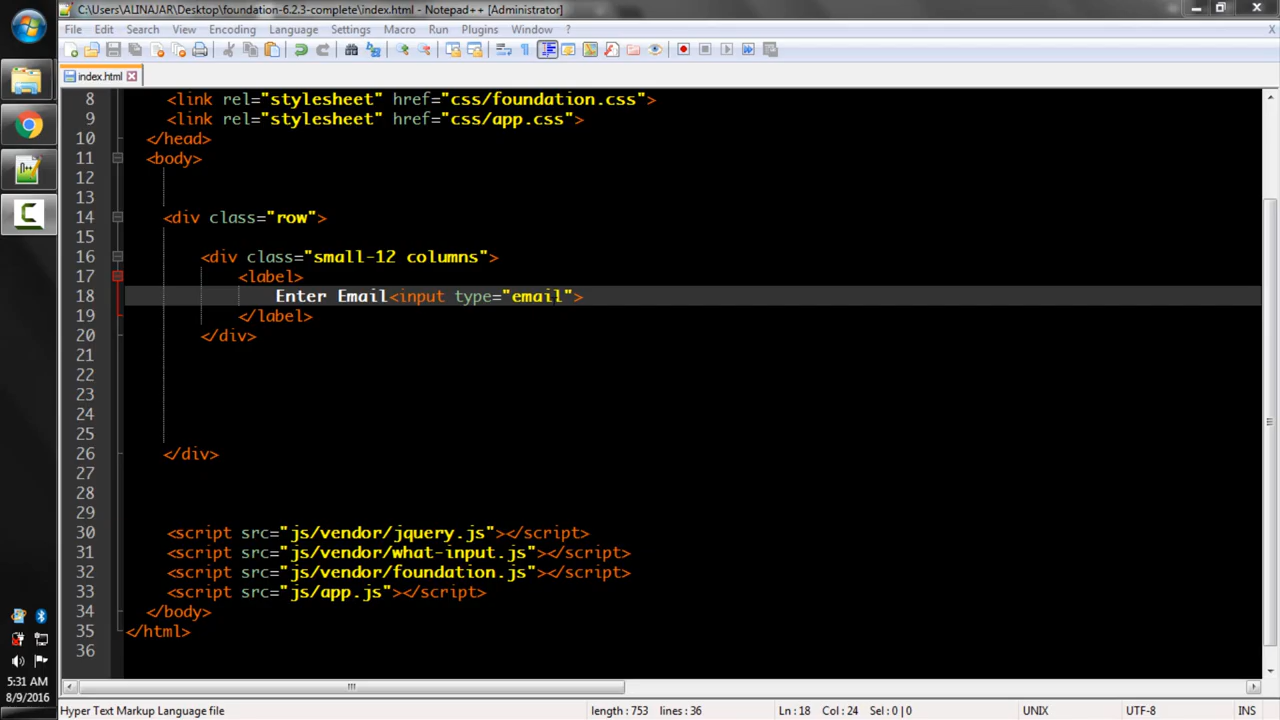 C:\Users\ALINAJAR\Desktop\foundation-6.2.3-complete\index.html - Notepad++ [Administrator]
File Edit Search View Encoding Language Settings Macro Run Plugins Window ? X
index.html
8 <link rel="stylesheet" href="css/foundation.css">
9 <link rel="stylesheet" href="css/app.css">
10 </head>
11 <body>
12
13
14 <div class="row">
15
16 <div class="small-12 columns">
17 <label>
18 Enter Email<input type="email">
19 </label>
20 </div>
21
22
23
24
25
26 </div>
27
28
29
30 <script src="js/vendor/jquery.js"></script>
31 <script src="js/vendor/what-input.js"></script>
32 <script src="js/vendor/foundation.js"></script>
33 <script src="js/app.js"></script>
34 </body>
35 </html>
36
5:31 AM
8/9/2016
Hyper Text Markup Language file length : 753 lines : 36 Ln : 18 Col : 24 Sel : 0 | 0 UNIX UTF-8 INS